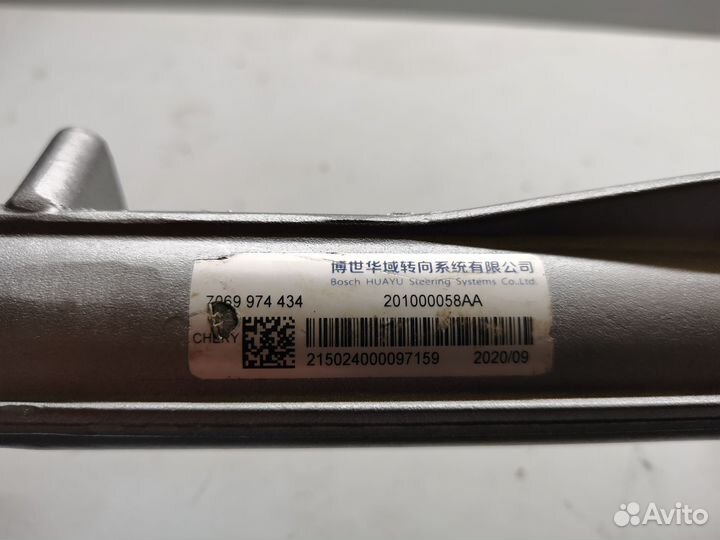 博世华域转向系统有限公司
Bosch HUAYU Steering Systems Co.,Ltd.
7069 974 434 201000058AA
CHERY
215024000097159 2020/09
Avito